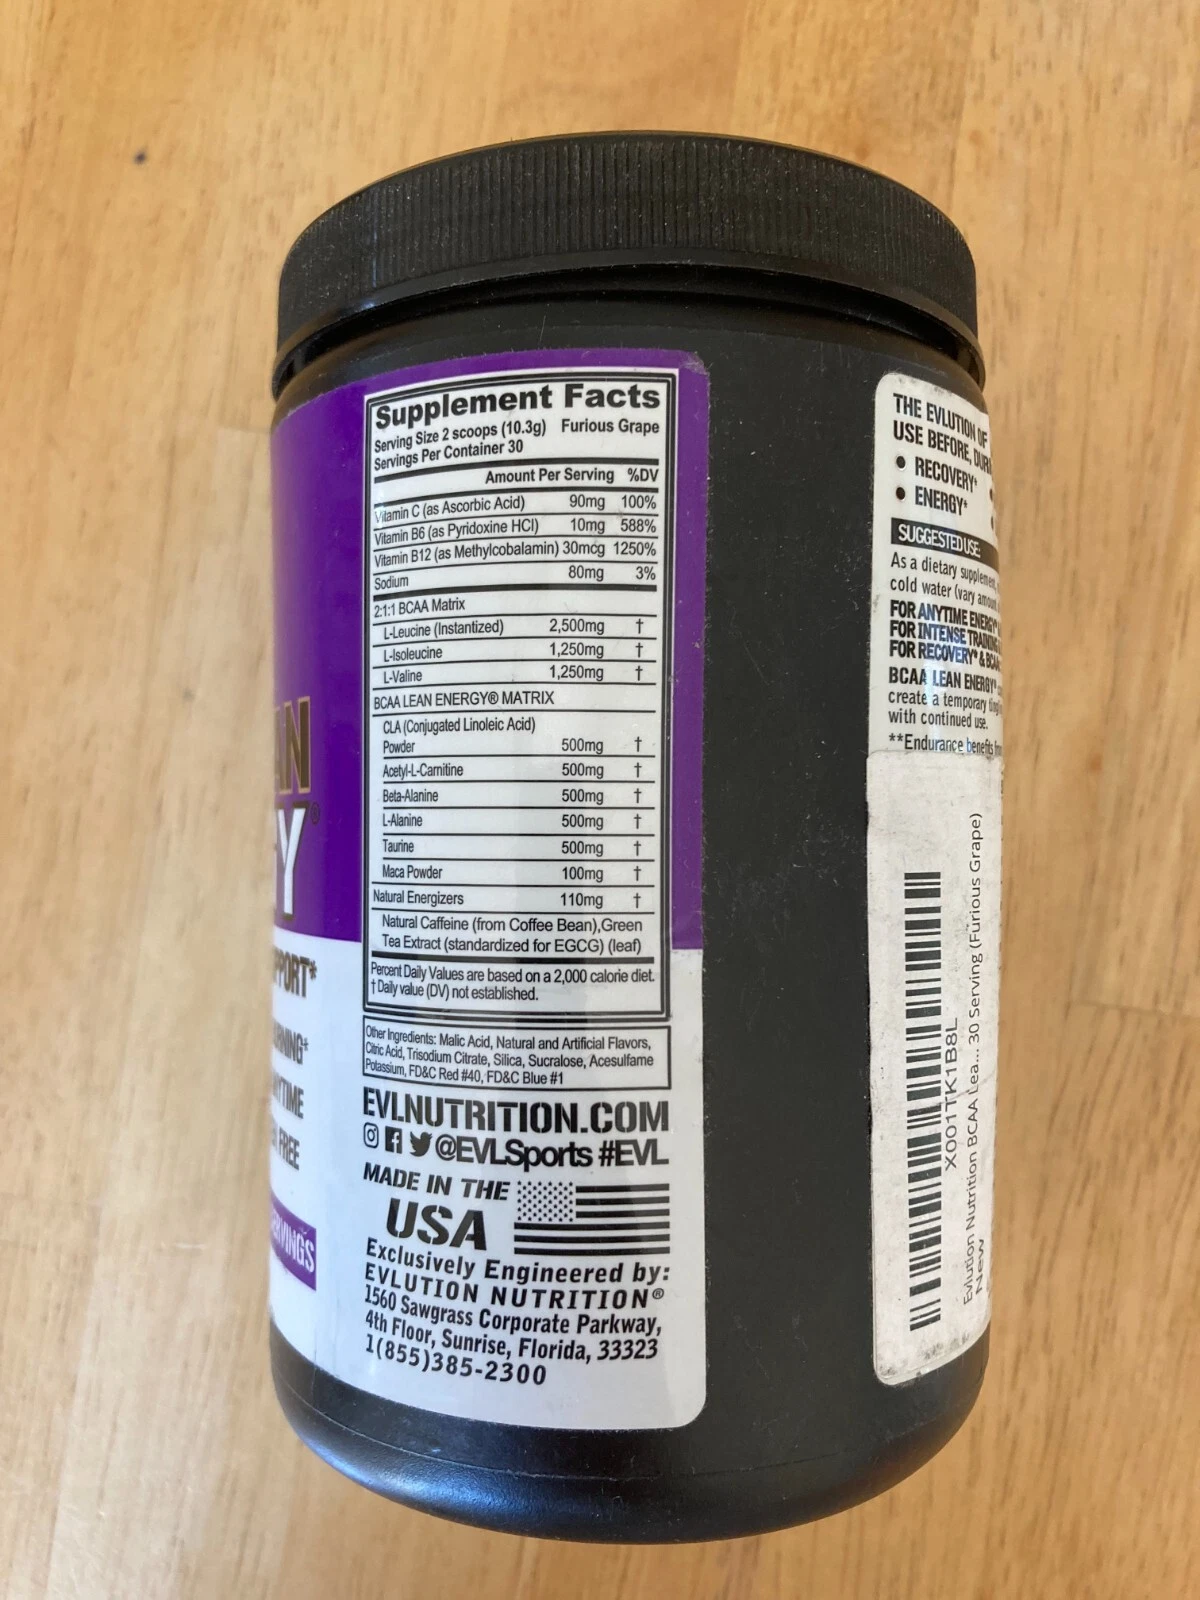 AN
Y®
PORT*
NING*
TIME
FREE
SERVINGS
Supplement Facts
Serving Size 2 scoops (10.3g) Furious Grape
Servings Per Container 30
Amount Per Serving %DV
Vitamin C (as Ascorbic Acid) 90mg 100%
Vitamin B6 (as Pyridoxine HCl) 10mg 588%
Vitamin B12 (as Methylcobalamin) 30mcg 1250%
Sodium 80mg 3%
2:1:1 BCAA Matrix
L-Leucine (Instantized) 2,500mg †
L-Isoleucine 1,250mg †
L-Valine 1,250mg †
BCAA LEAN ENERGY® MATRIX
CLA (Conjugated Linoleic Acid)
Powder 500mg †
Acetyl-L-Carnitine 500mg †
Beta-Alanine 500mg †
L-Alanine 500mg †
Taurine 500mg †
Maca Powder 100mg †
Natural Energizers 110mg †
Natural Caffeine (from Coffee Bean),Green
Tea Extract (standardized for EGCG) (leaf)
Percent Daily Values are based on a 2,000 calorie diet.
† Daily value (DV) not established.
Other Ingredients: Malic Acid, Natural and Artificial Flavors,
Citric Acid, Trisodium Citrate, Silica, Sucralose, Acesulfame
Potassium, FD&C Red #40, FD&C Blue #1
EVLNUTRITION.COM
@EVLSports #EVL
MADE IN THE
USA
Exclusively Engineered by:
EVLUTION NUTRITION®
1560 Sawgrass Corporate Parkway,
4th Floor, Sunrise, Florida, 33323
1(855)385-2300
THE EVLUTION OF
USE BEFORE, DURIN
• RECOVERY*
• ENERGY*
SUGGESTED USE:
As a dietary supplement,
cold water (vary amount
FOR ANYTIME ENERGY*
FOR INTENSE TRAINING
FOR RECOVERY* & BCAA
BCAA LEAN ENERGY®
create a temporary tingl
with continued use.
**Endurance benefits from
X001TK1B8L
Evlution Nutrition BCAA Lea... 30 Serving (Furious Grape)
New